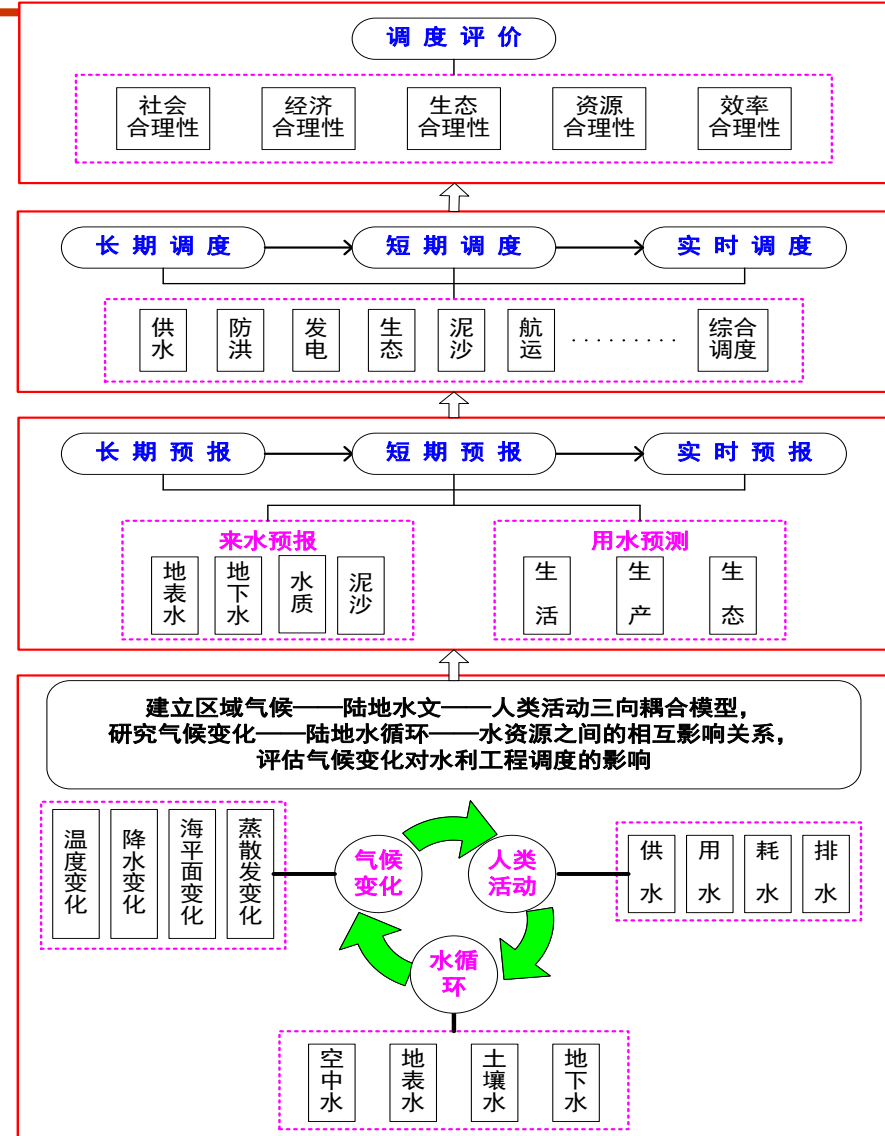 调度评价
社会合理性
经济合理性
生态合理性
资源合理性
效率合理性
长期调度
短期调度
实时调度
供水
防洪
发电
生态
泥沙
航运
·········
综合调度
长期预报
短期预报
实时预报
来水预报
地表水
地下水
水质
泥沙
用水预测
生活
生产
生态
建立区域气候——陆地水文——人类活动三向耦合模型，
研究气候变化——陆地水循环——水资源之间的相互影响关系，
评估气候变化对水利工程调度的影响
温度变化
降水变化
海平面变化
蒸散发变化
气候变化
人类活动
水循环
供水
用水
耗水
排水
空中水
地表水
土壤水
地下水